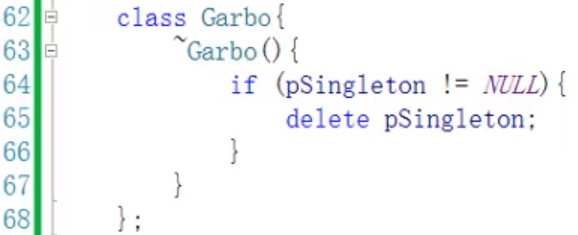 62 class Garbo{
63 ~Garbo(){
64 if (pSingleton != NULL){
65 delete pSingleton;
66 }
67 }
68 };